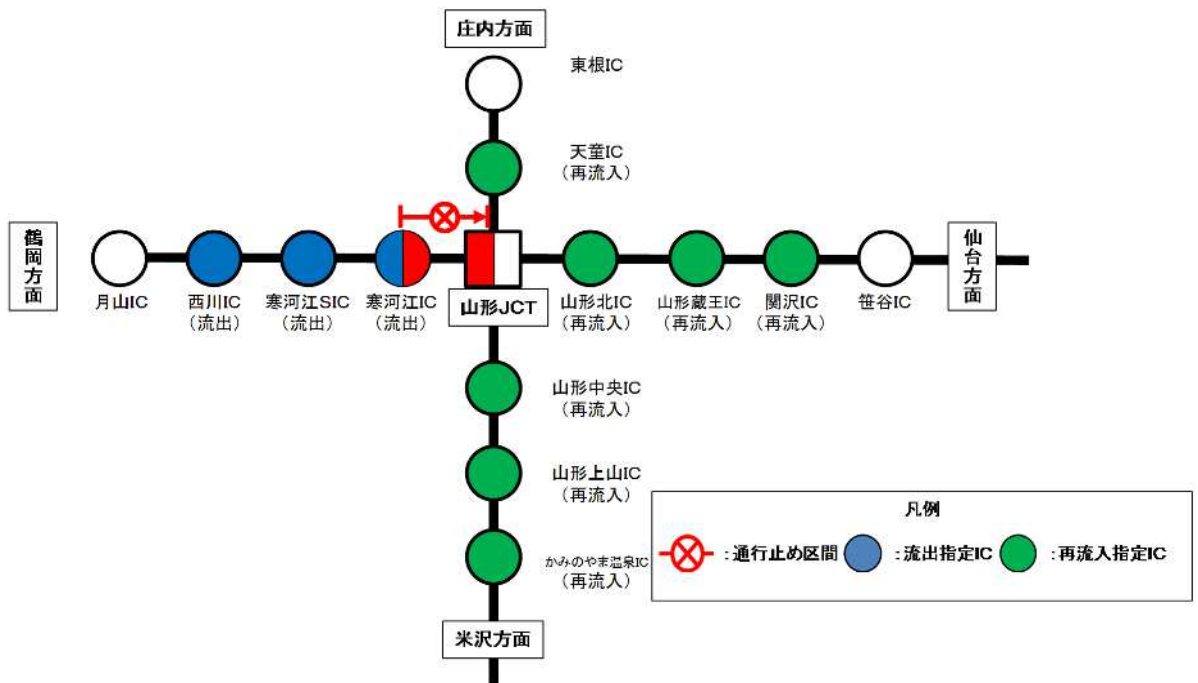 庄内方面
東根IC
天童IC
(再流入)
鶴岡方面
仙台方面
月山IC
西川IC
(流出)
寒河江SIC
(流出)
寒河江IC
(流出)
山形JCT
山形北IC
(再流入)
山形蔵王IC
(再流入)
関沢IC
(再流入)
笹谷IC
山形中央IC
(再流入)
山形上山IC
(再流入)
かみのやま温泉IC
(再流入)
米沢方面
凡例
:通行止め区間
:流出指定IC
:再流入指定IC